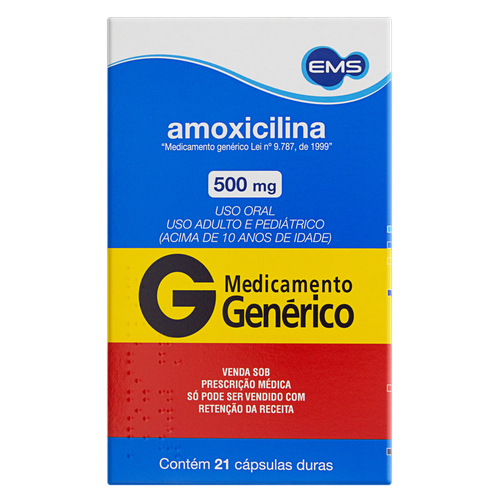 EMS
amoxicilina
"Medicamento genérico Lei nº 9.787, de 1999"
500 mg
USO ORAL
USO ADULTO E PEDIÁTRICO
(ACIMA DE 10 ANOS DE IDADE)
G Medicamento
Genérico
VENDA SOB
PRESCRIÇÃO MÉDICA
SÓ PODE SER VENDIDO COM
RETENÇÃO DA RECEITA
Contém 21 cápsulas duras